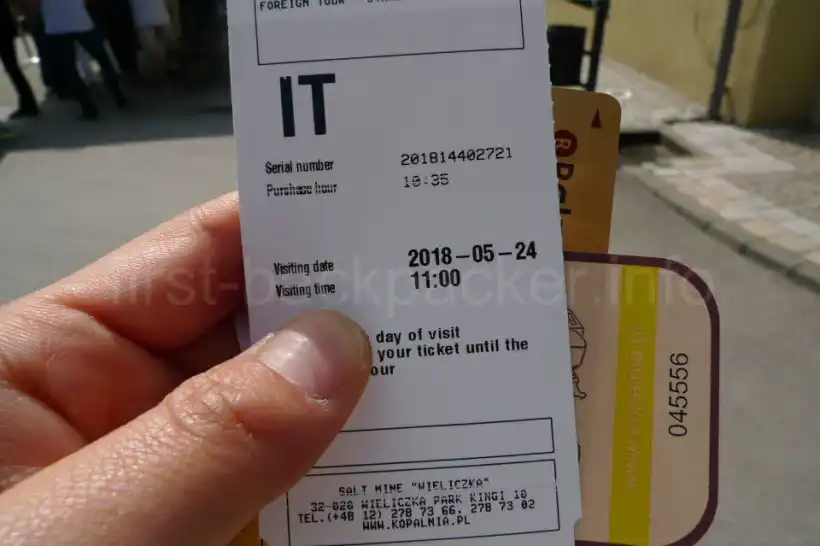 FOREIGN TOUR
IT
Serial number 201814402721
Purchase hour 10:35
Visiting date 2018-05-24
Visiting time 11:00
day of visit
your ticket until the
our
SALT MINE "WIELICZKA"
32-020 WIELICZKA PARK KINGI 10
TEL.(+48 12) 278 73 66, 278 73 02
WWW.KOPALNIA.PL
045556
first-backpacker.info